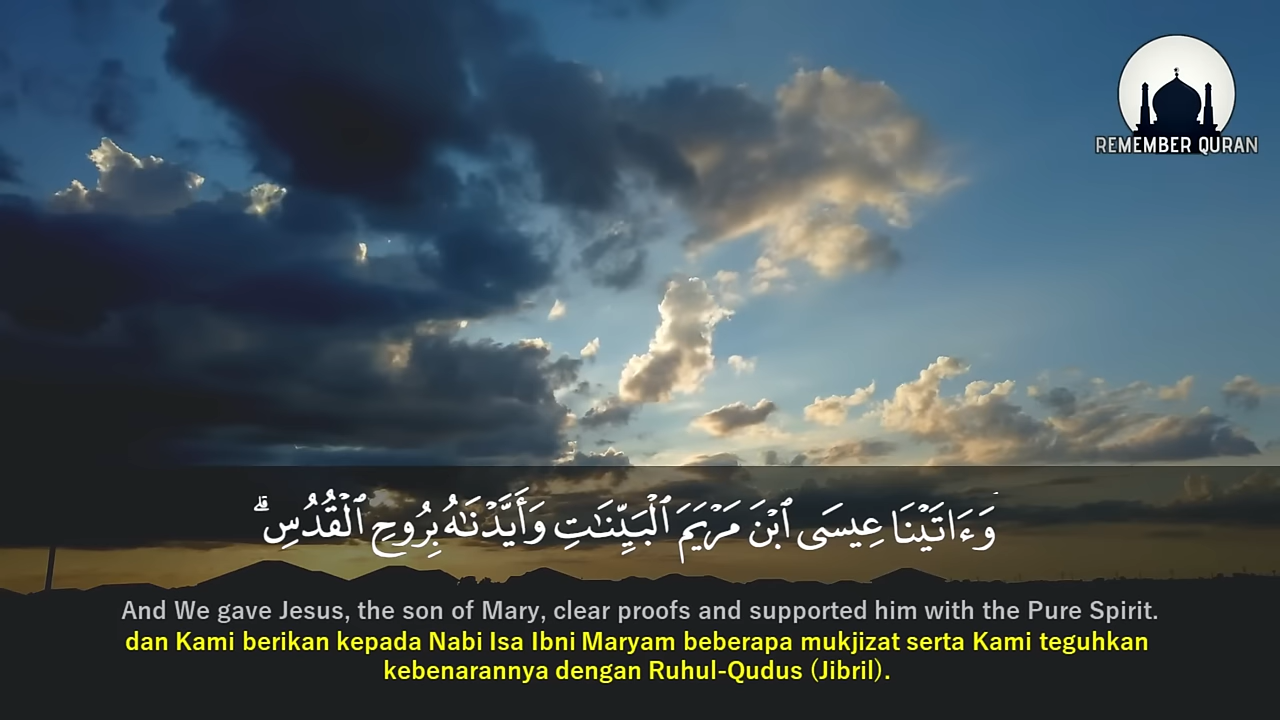 REMEMBER QURAN
وَءَاتَيْنَا عِيسَى ٱبْنَ مَرْيَمَ ٱلْبَيِّنَـٰتِ وَأَيَّدْنَـٰهُ بِرُوحِ ٱلْقُدُسِ ۗ
And We gave Jesus, the son of Mary, clear proofs and supported him with the Pure Spirit.
dan Kami berikan kepada Nabi Isa Ibni Maryam beberapa mukjizat serta Kami teguhkan
kebenarannya dengan Ruhul-Qudus (Jibril).